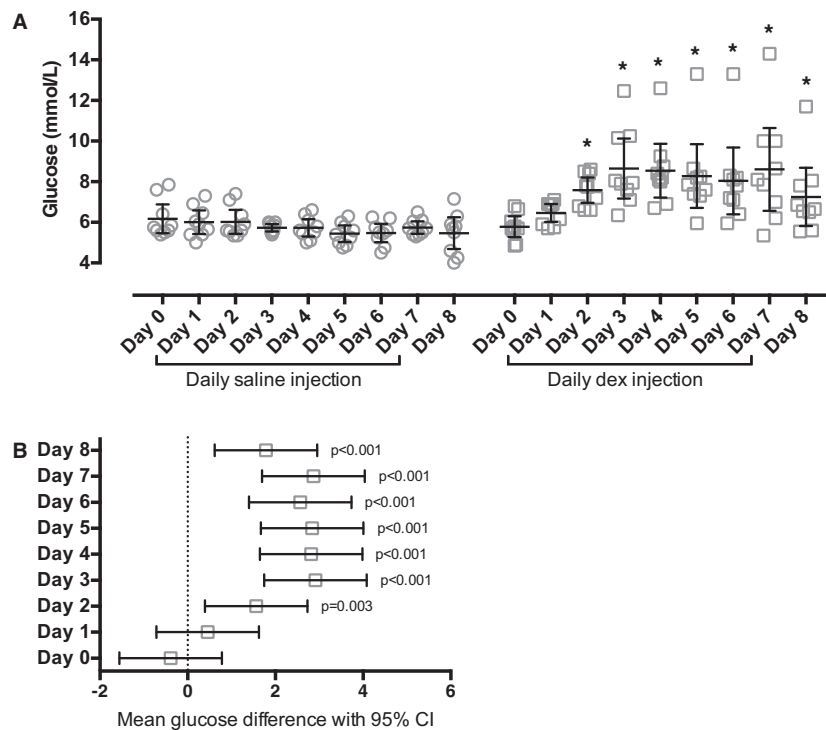 A
16
14
12
10
8
6
4
Glucose (mmol/L)
* * * * * * *
Day 0 Day 1 Day 2 Day 3 Day 4 Day 5 Day 6 Day 7 Day 8 Day 0 Day 1 Day 2 Day 3 Day 4 Day 5 Day 6 Day 7 Day 8
Daily saline injection Daily dex injection
B
Day 8 p<0.001
Day 7 p<0.001
Day 6 p<0.001
Day 5 p<0.001
Day 4 p<0.001
Day 3 p<0.001
Day 2 p=0.003
Day 1
Day 0
-2 0 2 4 6
Mean glucose difference with 95% CI